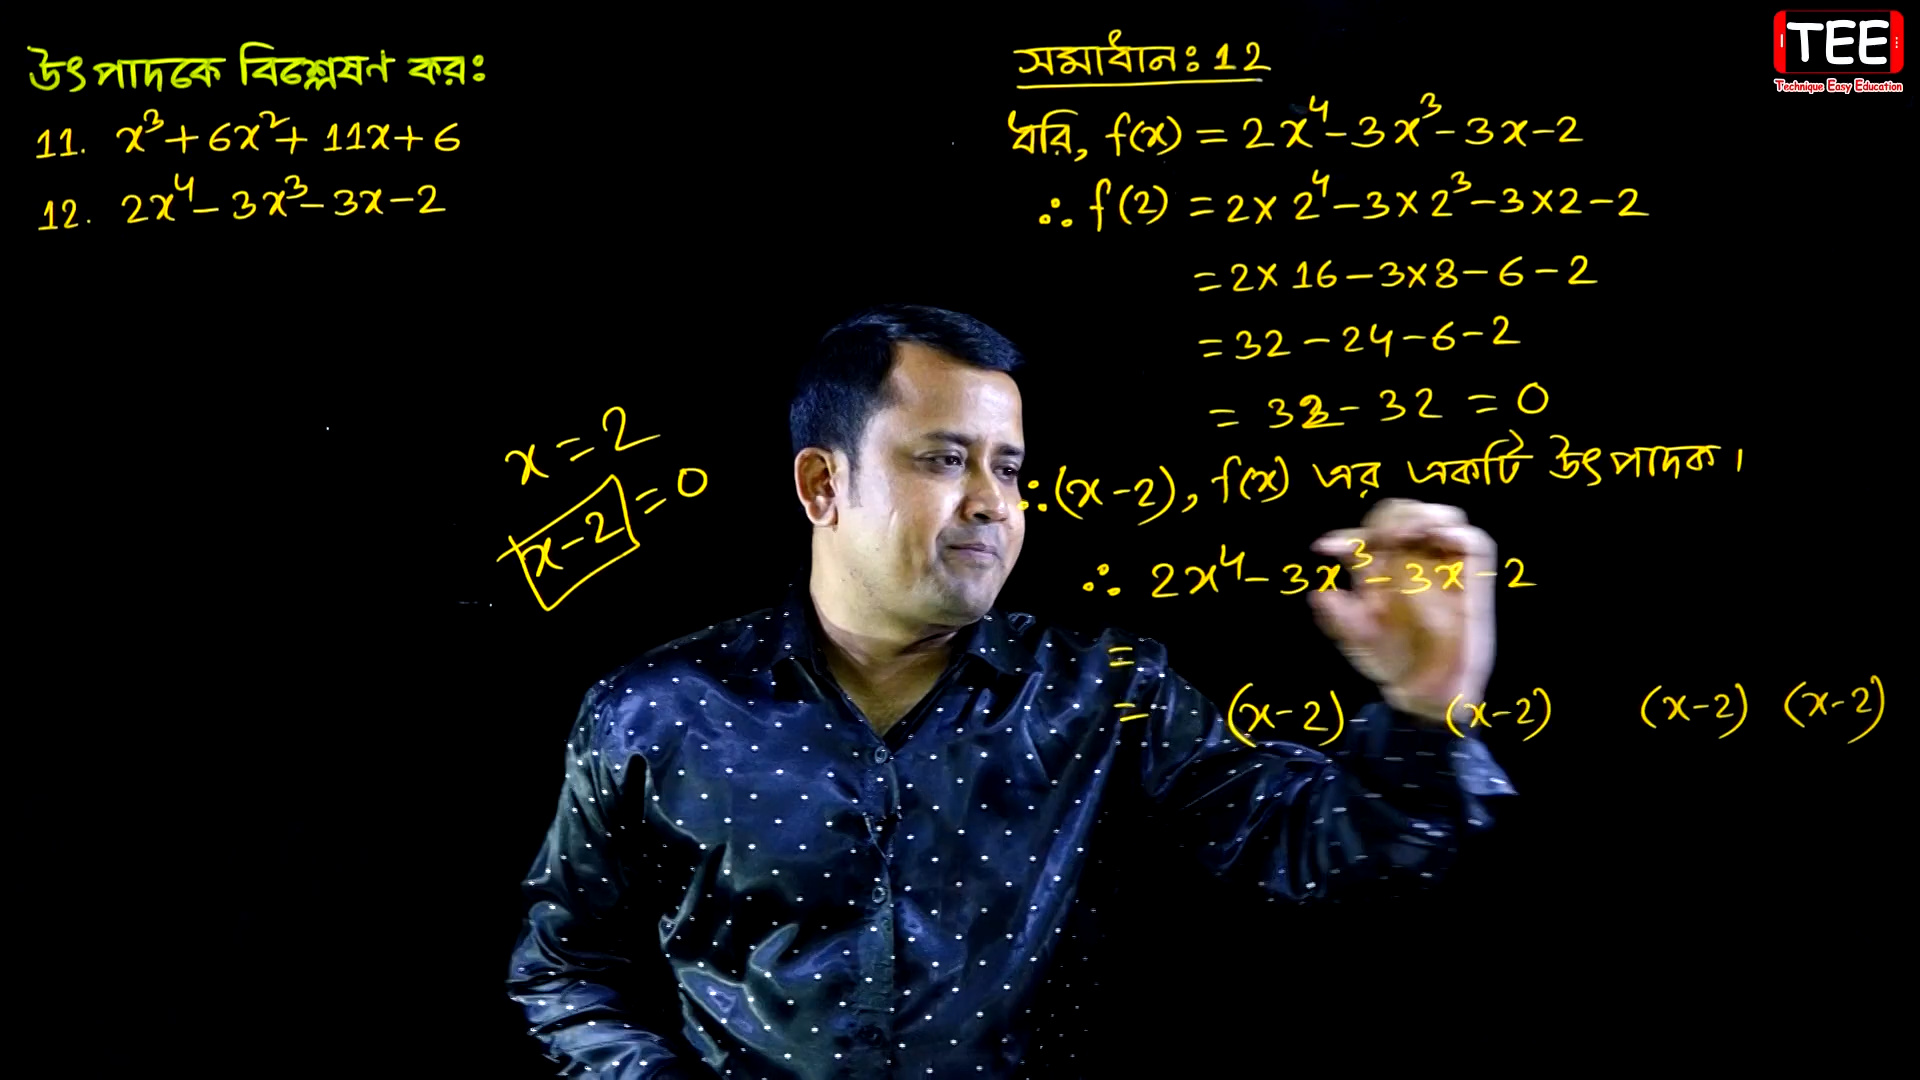 উৎপাদকে বিশ্লেষণ করঃ
11. x³ + 6x² + 11x + 6
12. 2x⁴ - 3x³ - 3x - 2
x = 2
x - 2 = 0
সমাধানঃ 12
ধরি, f(x) = 2x⁴ - 3x³ - 3x - 2
∴ f(2) = 2 × 2⁴ - 3 × 2³ - 3 × 2 - 2
= 2 × 16 - 3 × 8 - 6 - 2
= 32 - 24 - 6 - 2
= 32 - 32 = 0
∴ (x - 2), f(x) এর একটি উৎপাদক।
∴ 2x⁴ - 3x³ - 3x - 2
=
= (x - 2) (x - 2) (x - 2) (x - 2)
TEE
Technique Easy Education